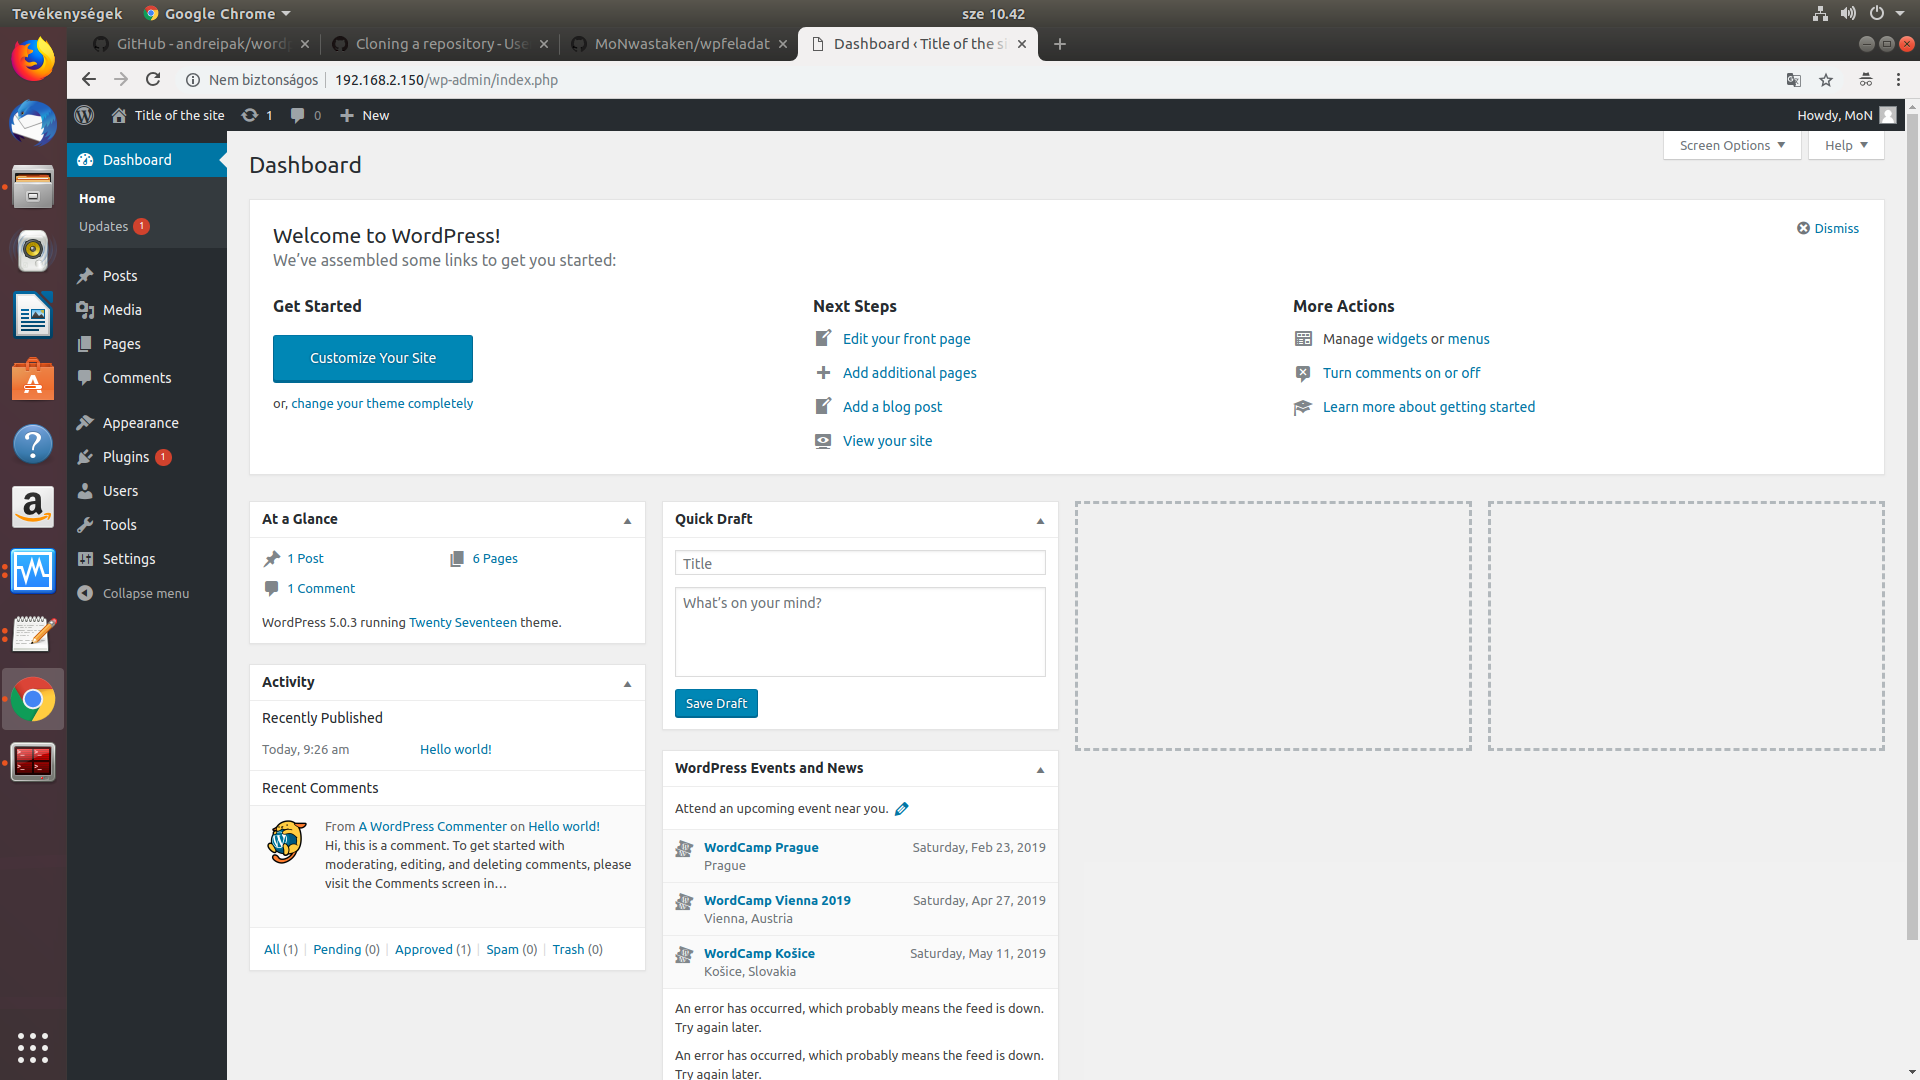 Tevékenységek
Google Chrome
sze 10.42
GitHub - andreipak/word
Cloning a repository - Use
MoNwastaken/wpfeladat
Dashboard ‹ Title of the si
Nem biztonságos
192.168.2.150/wp-admin/index.php
Title of the site
1
0
New
Howdy, MoN
Dashboard
Home
Updates 1
Posts
Media
Pages
Comments
Appearance
Plugins 1
Users
Tools
Settings
Collapse menu
Dashboard
Screen Options
Help
Welcome to WordPress!
We've assembled some links to get you started:
Dismiss
Get Started
Customize Your Site
or, change your theme completely
Next Steps
Edit your front page
Add additional pages
Add a blog post
View your site
More Actions
Manage widgets or menus
Turn comments on or off
Learn more about getting started
At a Glance
1 Post
6 Pages
1 Comment
WordPress 5.0.3 running Twenty Seventeen theme.
Activity
Recently Published
Today, 9:26 am
Hello world!
Recent Comments
From A WordPress Commenter on Hello world!
Hi, this is a comment. To get started with
moderating, editing, and deleting comments, please
visit the Comments screen in…
All (1) | Pending (0) | Approved (1) | Spam (0) | Trash (0)
Quick Draft
Title
What's on your mind?
Save Draft
WordPress Events and News
Attend an upcoming event near you.
WordCamp Prague
Saturday, Feb 23, 2019
Prague
WordCamp Vienna 2019
Saturday, Apr 27, 2019
Vienna, Austria
WordCamp Košice
Saturday, May 11, 2019
Košice, Slovakia
An error has occurred, which probably means the feed is down.
Try again later.
An error has occurred, which probably means the feed is down.
Try again later.